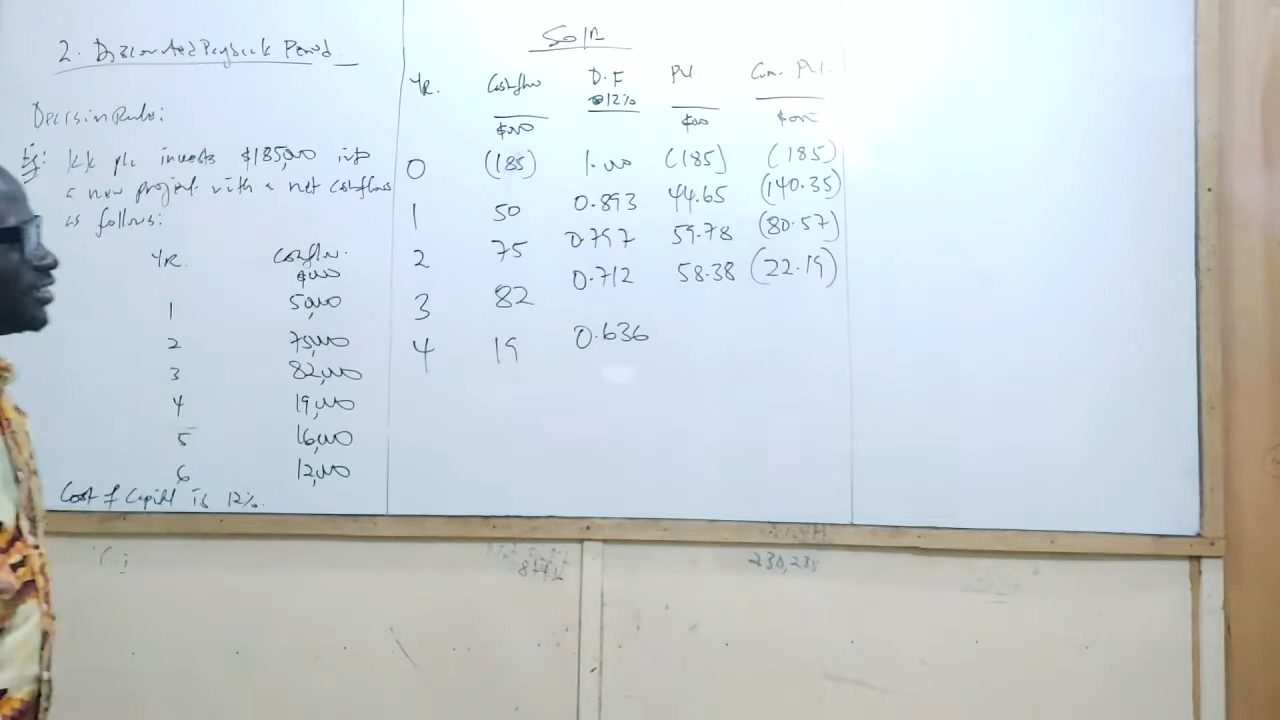 2. Discounted Payback Period.
Decision Rule:
Eg: KK plc invests $185,000 into
a new project with a net cashflows
as follows:
YR. Cashflow.
$000
1 50,000
2 75,000
3 82,000
4 19,000
5 16,000
6 12,000
Cost of Capital is 12%.
Soln
YR. Cashflow D.F PV Cum. PV.
12%
$000 $000 $000
0 (185) 1.00 (185) (185)
1 50 0.893 44.65 (140.35)
2 75 0.797 59.78 (80.57)
3 82 0.712 58.38 (22.19)
4 19 0.636
230,285